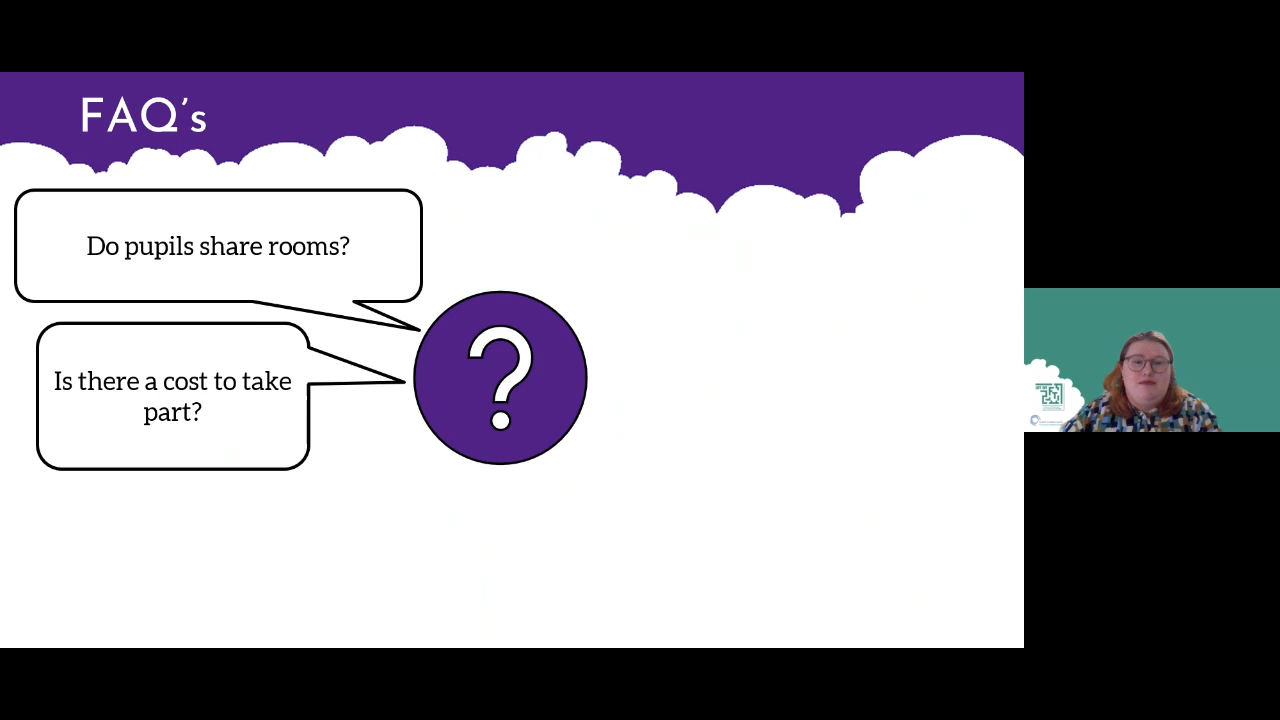 FAQ's
Do pupils share rooms?
Is there a cost to take
part?
?